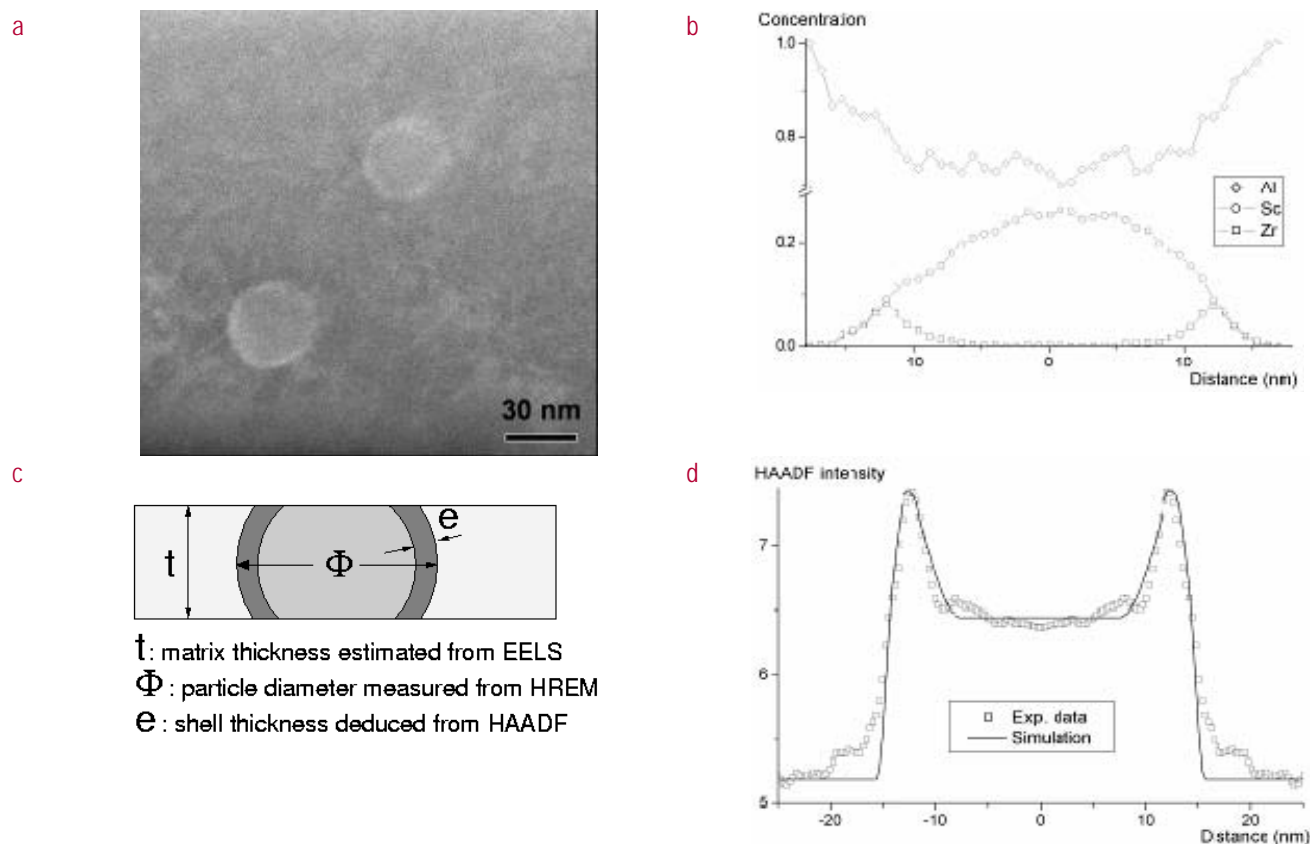 a
30 nm
b
Concentration
1.0
0.8
0.2
0.0
Al
Sc
Zr
-10 0 10
Distance (nm)
c
t
Φ
e
t: matrix thickness estimated from EELS
Φ : particle diameter measured from HREM
e : shell thickness deduced from HAADF
d
HAADF intensity
7
6
5
Exp. data
Simulation
-20 -10 0 10 20
Distance (nm)